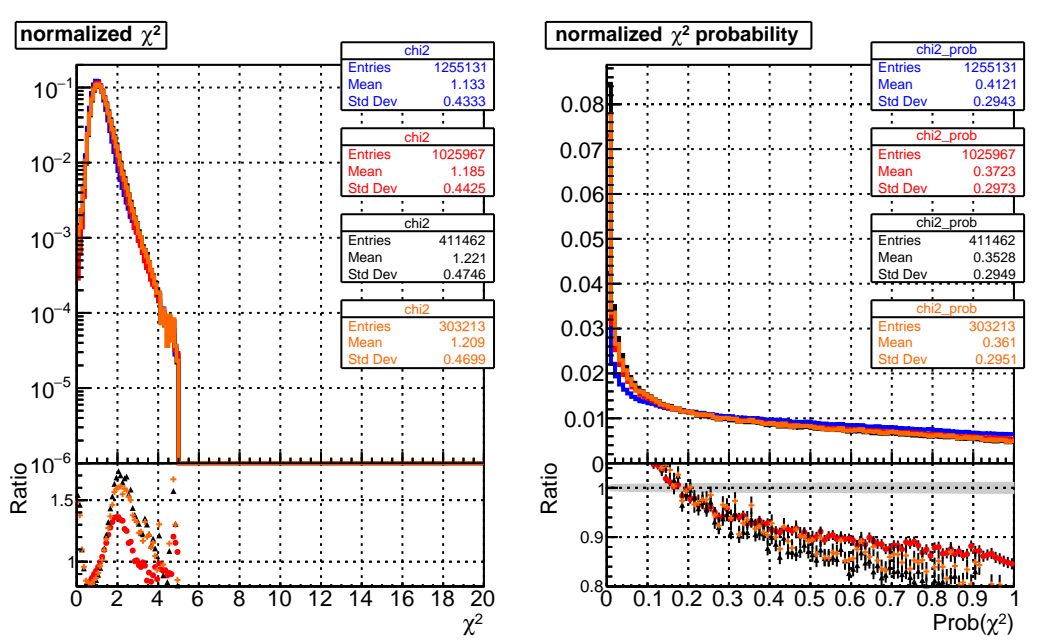 normalized χ²
chi2
Entries 1255131
Mean 1.133
Std Dev 0.4333
chi2
Entries 1025967
Mean 1.185
Std Dev 0.4425
chi2
Entries 411462
Mean 1.221
Std Dev 0.4746
chi2
Entries 303213
Mean 1.209
Std Dev 0.4699
10⁻¹
10⁻²
10⁻³
10⁻⁴
10⁻⁵
10⁻⁶
Ratio
1.5
1
0 2 4 6 8 10 12 14 16 18 20
χ²
normalized χ² probability
chi2_prob
Entries 1255131
Mean 0.4121
Std Dev 0.2943
chi2_prob
Entries 1025967
Mean 0.3723
Std Dev 0.2973
chi2_prob
Entries 411462
Mean 0.3528
Std Dev 0.2949
chi2_prob
Entries 303213
Mean 0.361
Std Dev 0.2951
0.08
0.07
0.06
0.05
0.04
0.03
0.02
0.01
0
Ratio
1
0.9
0.8
0 0.1 0.2 0.3 0.4 0.5 0.6 0.7 0.8 0.9 1
Prob(χ²)